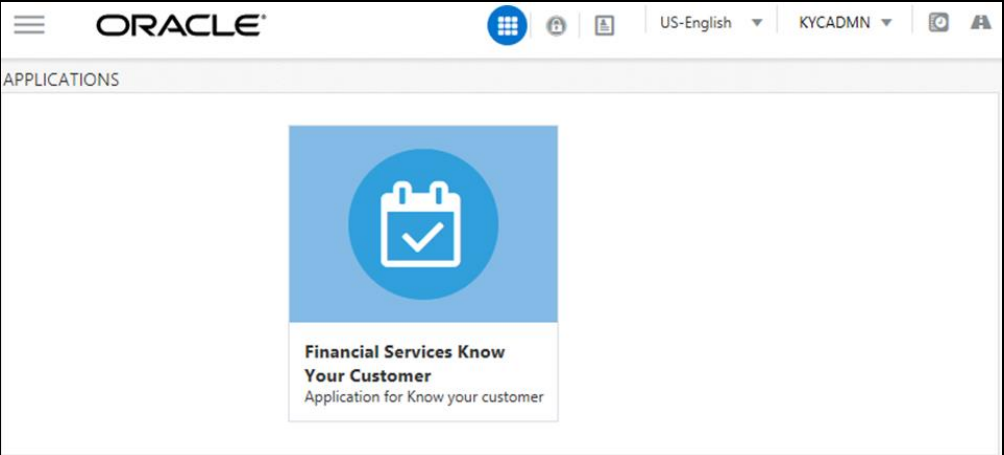 ORACLE US-English KYCADMN
APPLICATIONS
Financial Services Know
Your Customer
Application for Know your customer